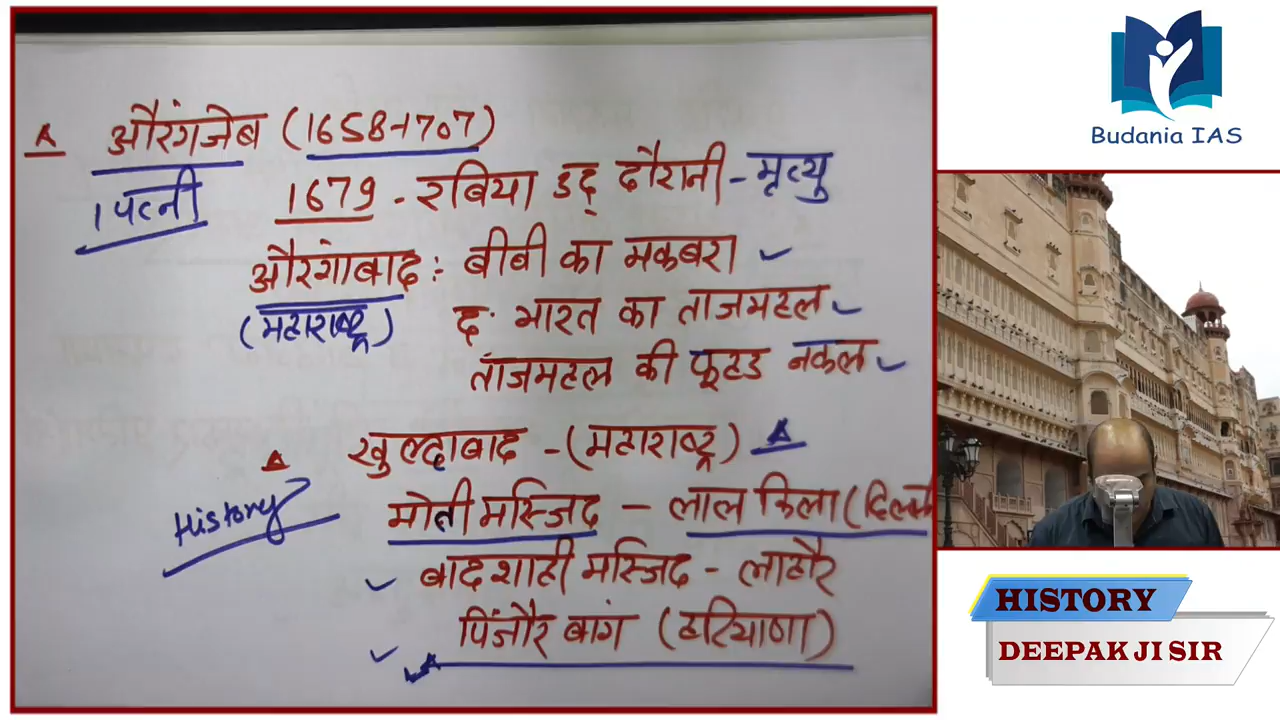 औरंगजेब (1658-1707)
1 पत्नी
1679 - रबिया उद् दौरानी - मृत्यु
औरंगाबाद :- बीबी का मकबरा
(महाराष्ट्र)
द॰ भारत का ताजमहल
ताजमहल की फूहड नकल
खुल्दाबाद - (महाराष्ट्र)
History
मोती मस्जिद - लाल किला (दिल्ली
बादशाही मस्जिद - लाहौर
पिंजौर बाग (हरियाणा)
Budania IAS
HISTORY
DEEPAK JI SIR